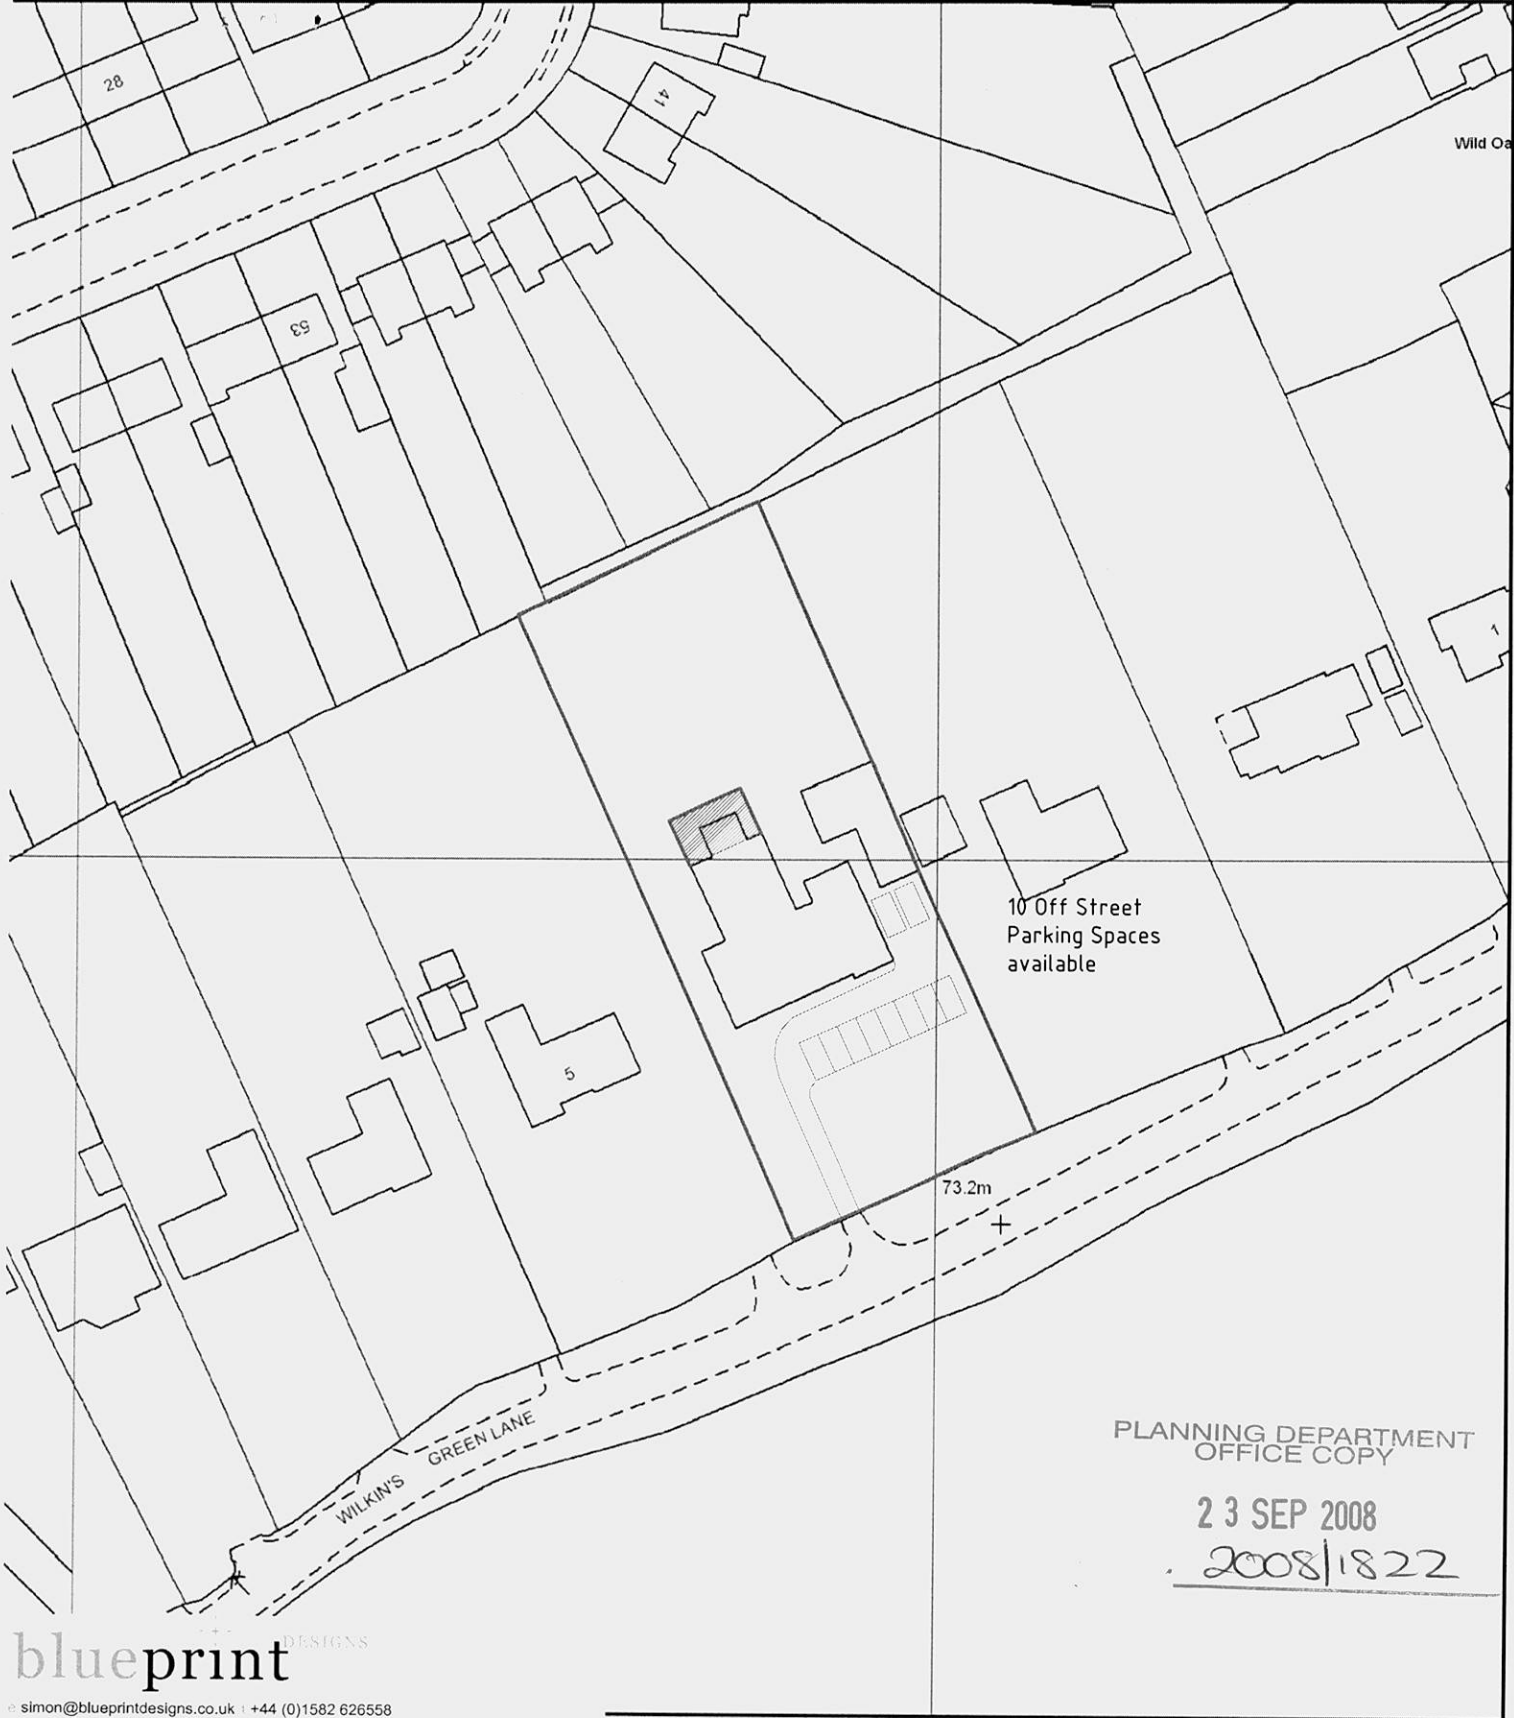 28
41
Wild Oa
53
1
10 Off Street
Parking Spaces
available
5
73.2m
WILKIN'S GREEN LANE
PLANNING DEPARTMENT
OFFICE COPY
23 SEP 2008
2008/1822
blueprint DESIGNS
e simon@blueprintdesigns.co.uk t +44 (0)1582 626558